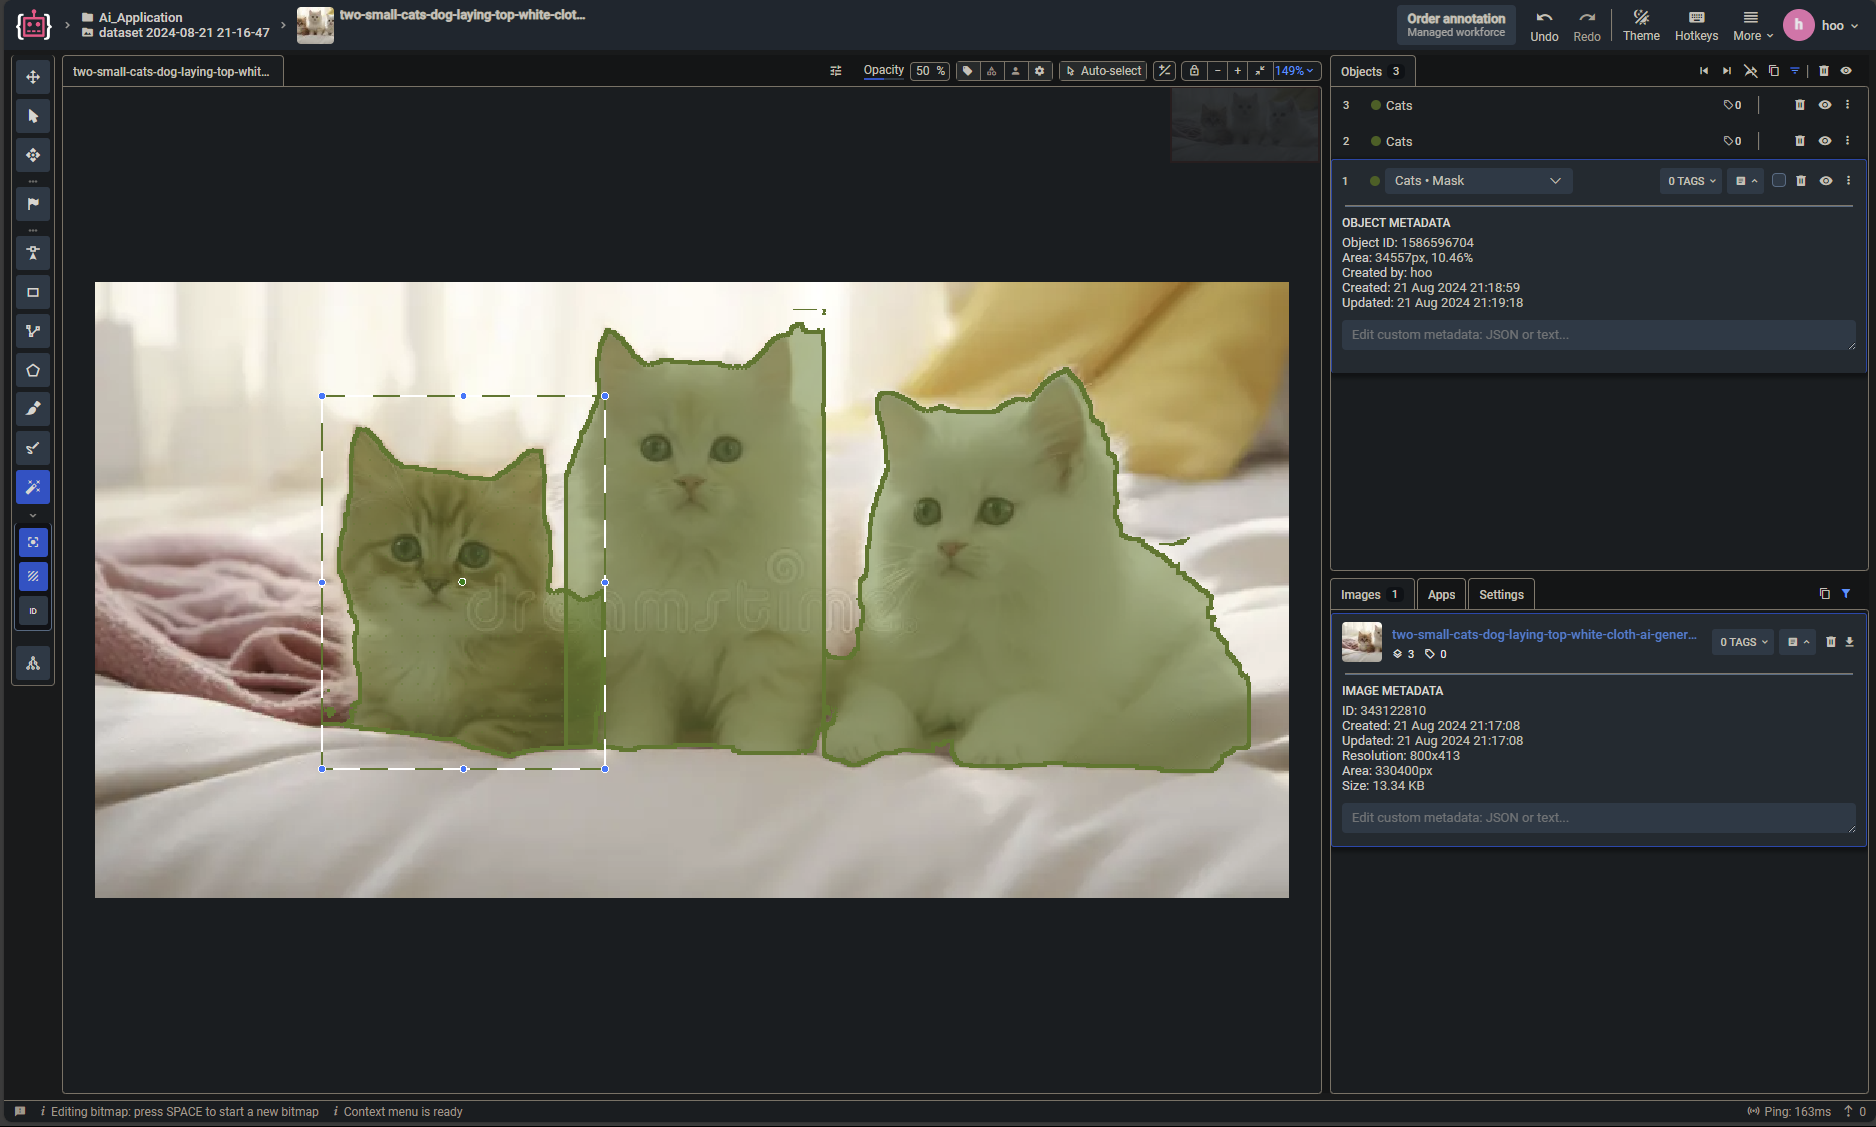 Ai_Application
dataset 2024-08-21 21-16-47
two-small-cats-dog-laying-top-white-clot...
Order annotation
Managed workforce
Undo
Redo
Theme
Hotkeys
More
h
hoo
two-small-cats-dog-laying-top-whit...
Opacity
50 %
Auto-select
149%
Objects 3
3 Cats 0
2 Cats 0
1 Cats • Mask 0 TAGS
OBJECT METADATA
Object ID: 1586596704
Area: 34557px, 10.46%
Created by: hoo
Created: 21 Aug 2024 21:18:59
Updated: 21 Aug 2024 21:19:18
Edit custom metadata: JSON or text...
ID
dreamstime
Images 1
Apps
Settings
two-small-cats-dog-laying-top-white-cloth-ai-gener...
0 TAGS
3 0
IMAGE METADATA
ID: 343122810
Created: 21 Aug 2024 21:17:08
Updated: 21 Aug 2024 21:17:08
Resolution: 800x413
Area: 330400px
Size: 13.34 KB
Edit custom metadata: JSON or text...
i Editing bitmap: press SPACE to start a new bitmap
i Context menu is ready
Ping: 163ms
0